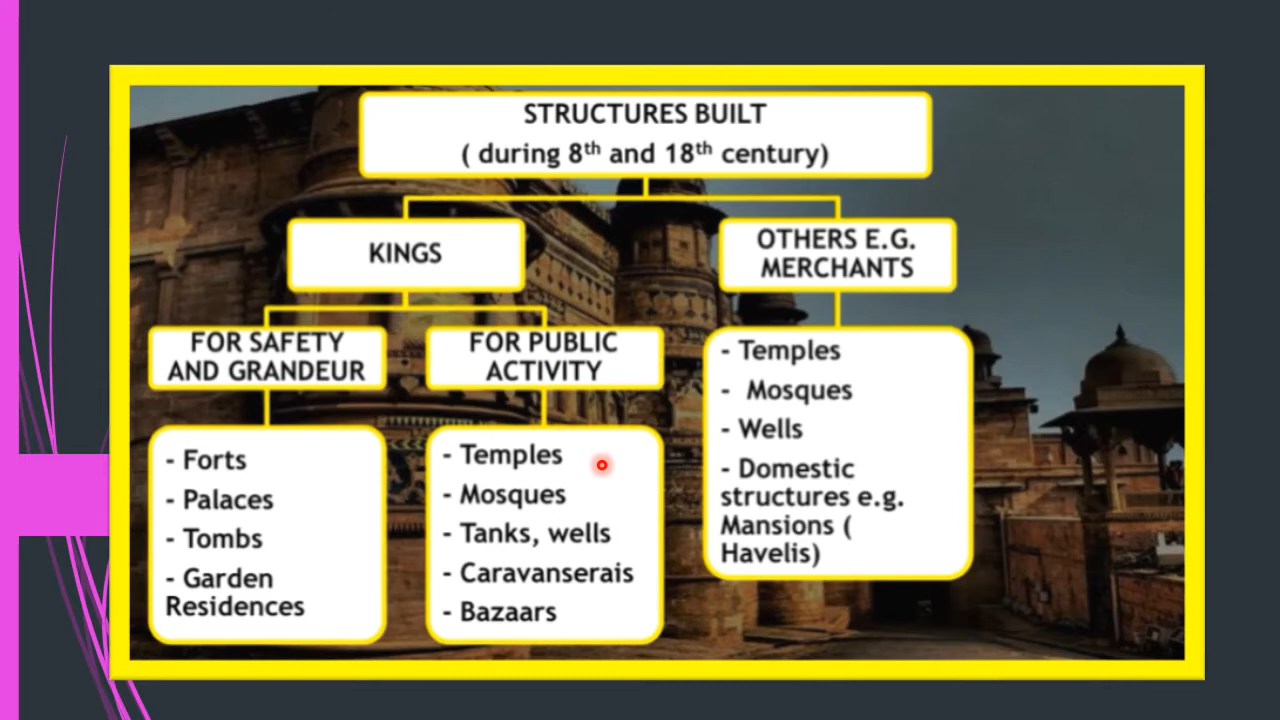 STRUCTURES BUILT
( during 8th and 18th century)
KINGS
OTHERS E.G.
MERCHANTS
FOR SAFETY
AND GRANDEUR
FOR PUBLIC
ACTIVITY
- Forts
- Palaces
- Tombs
- Garden
Residences
- Temples
- Mosques
- Tanks, wells
- Caravanserais
- Bazaars
- Temples
- Mosques
- Wells
- Domestic
structures e.g.
Mansions (
Havelis)